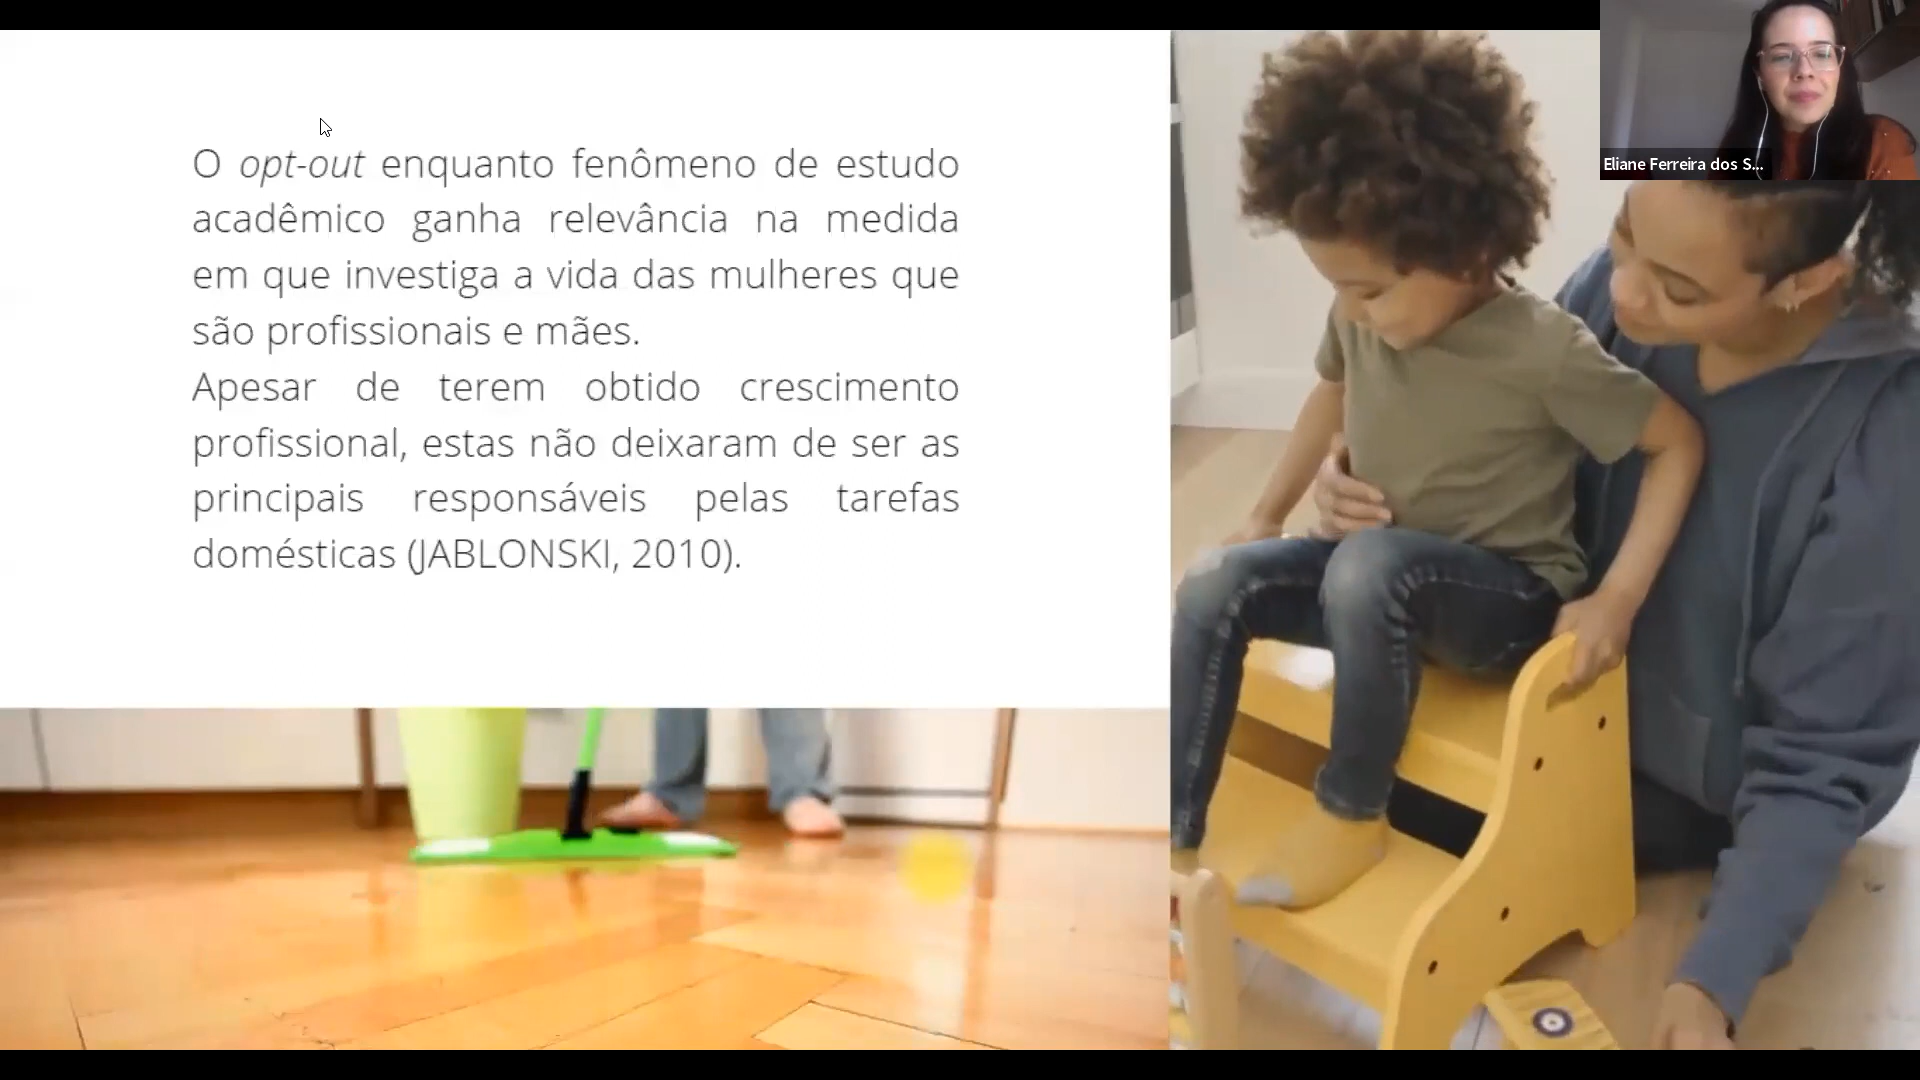 O opt-out enquanto fenômeno de estudo
acadêmico ganha relevância na medida
em que investiga a vida das mulheres que
são profissionais e mães.
Apesar de terem obtido crescimento
profissional, estas não deixaram de ser as
principais responsáveis pelas tarefas
domésticas (JABLONSKI, 2010).
Eliane Ferreira dos S...